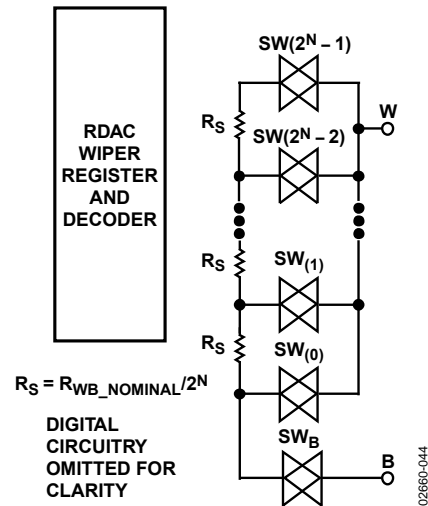 SW(2^N – 1)
W
R_S
RDAC
WIPER
REGISTER
AND
DECODER
SW(2^N – 2)
R_S
SW_(1)
R_S
SW_(0)
R_S = R_WB_NOMINAL/2^N
DIGITAL
CIRCUITRY
OMITTED FOR
CLARITY
SW_B
B
02660-044